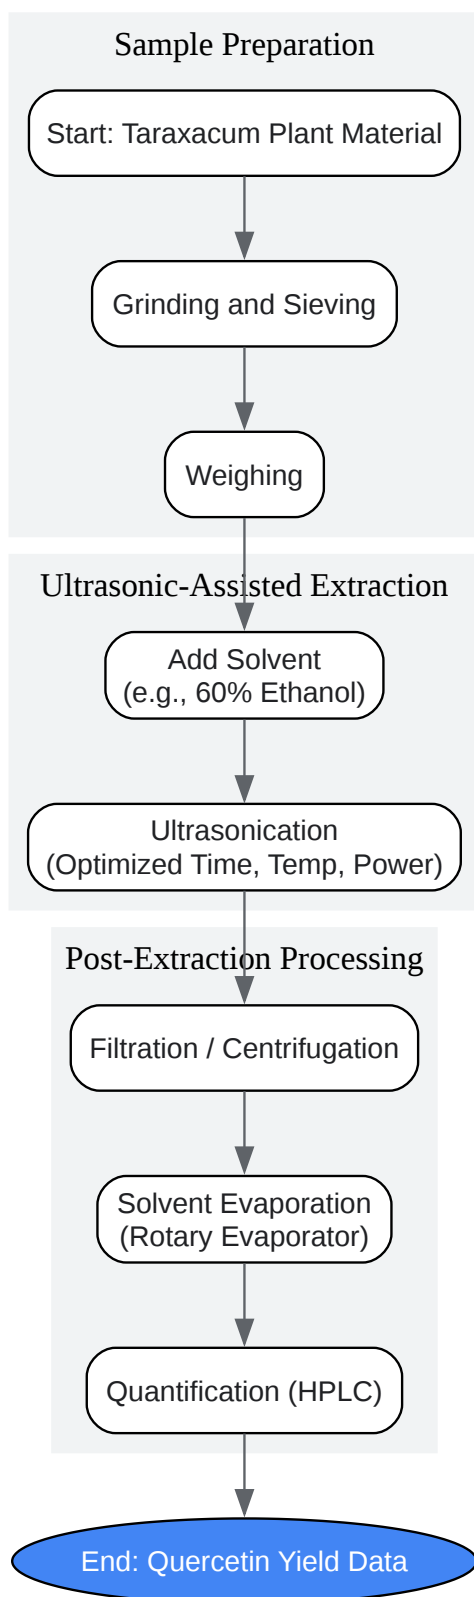 Sample Preparation
Start: Taraxacum Plant Material
Grinding and Sieving
Weighing
Ultrasonic-Assisted Extraction
Add Solvent
(e.g., 60% Ethanol)
Ultrasonication
(Optimized Time, Temp, Power)
Post-Extraction Processing
Filtration / Centrifugation
Solvent Evaporation
(Rotary Evaporator)
Quantification (HPLC)
End: Quercetin Yield Data